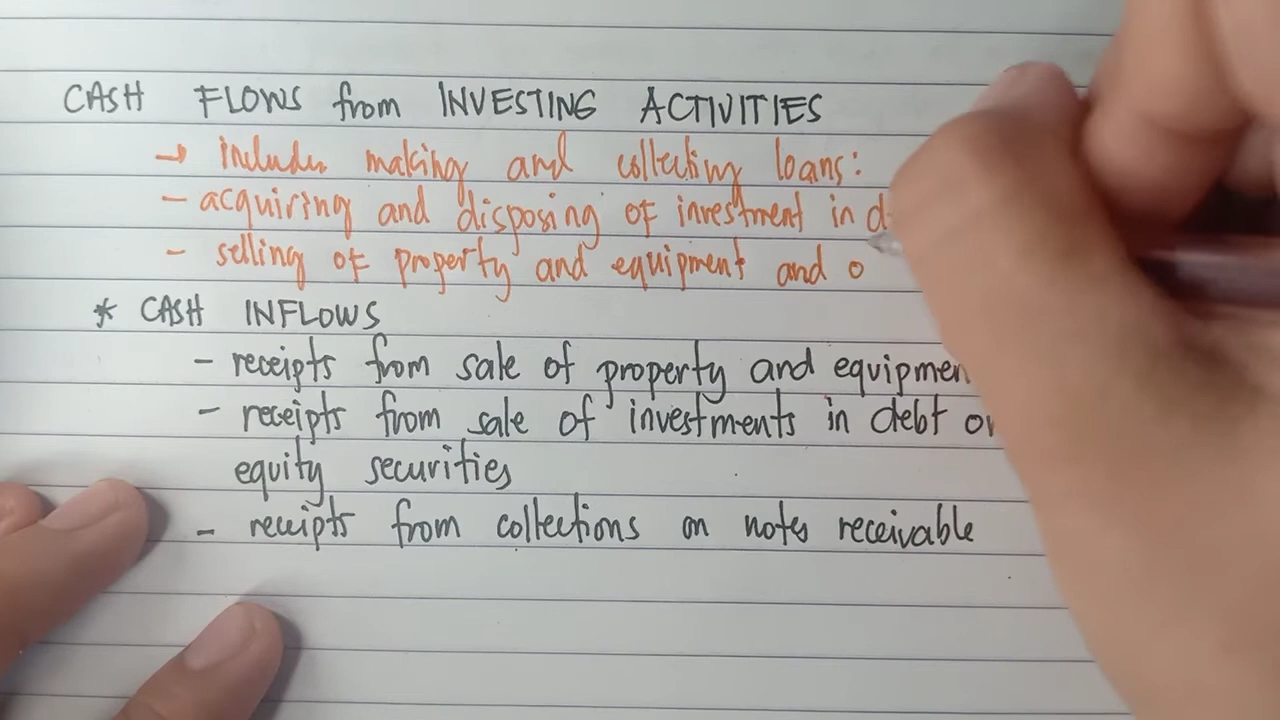 CASH FLOWS from INVESTING ACTIVITIES
→ includes making and collecting loans:
- acquiring and disposing of investment in d
- selling of property and equipment and o
* CASH INFLOWS
- receipts from sale of property and equipmen
- receipts from sale of investments in debt or
equity securities
- receipts from collections on notes receivable